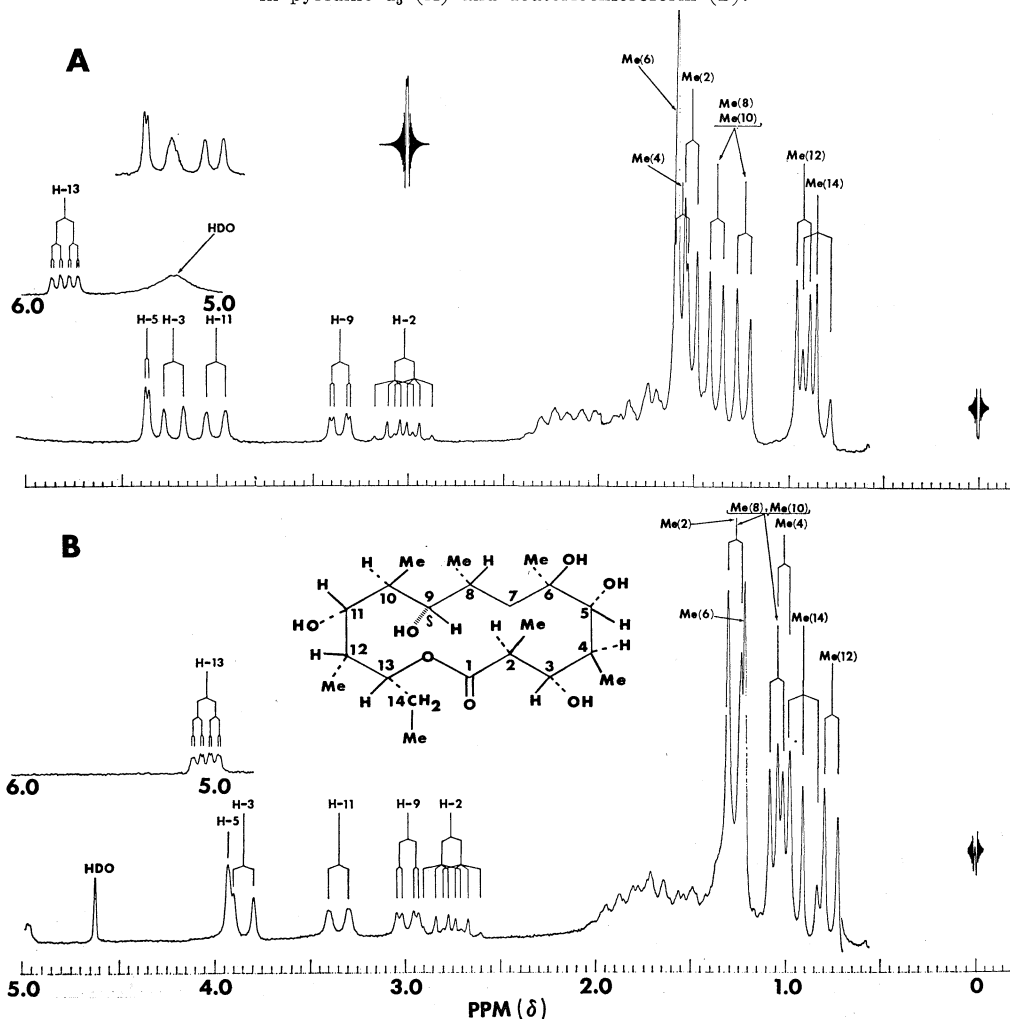 in pyridine-d5 (A) and deuteriochloroform (B).
A
Me(6)
Me(2)
Me(8)
Me(10)
Me(4)
Me(12)
Me(14)
H-13
HDO
6.0 5.0
H-5 H-3 H-11 H-9 H-2
0
B
Me(8), Me(10),
Me(2) Me(4)
Me(6) Me(14)
Me(12)
H Me Me H Me OH
H OH
10 9 8 7 6
11 5
HO HO S H H Me H
H 12 4 H
13 O 1 2 3
Me H 14CH2 O H OH Me
Me
H-13
6.0 5.0
HDO H-5 H-3 H-11 H-9 H-2
5.0 4.0 3.0 2.0 1.0 0
PPM (δ)